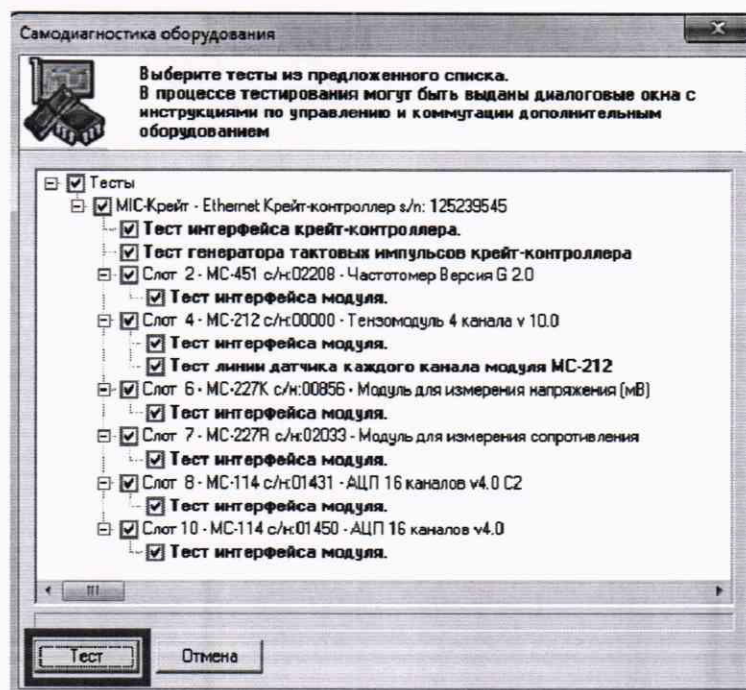 Самодиагностика оборудования
Выберите тесты из предложенного списка.
В процессе тестирования могут быть выданы диалоговые окна с
инструкциями по управлению и коммутации дополнительным
оборудованием
Тесты
MIC-Крейт - Ethernet Крейт-контроллер s/n: 125239545
Тест интерфейса крейт-контроллера.
Тест генератора тактовых импульсов крейт-контроллера
Слот 2 - МС-451 с/н:02208 - Частотомер Версия G 2.0
Тест интерфейса модуля.
Слот 4 - МС-212 с/н:00000 - Тензомодуль 4 канала v 10.0
Тест интерфейса модуля.
Тест линии датчика каждого канала модуля МС-212
Слот 6 - МС-227K с/н:00856 - Модуль для измерения напряжения (мВ)
Тест интерфейса модуля.
Слот 7 - МС-227R с/н:02033 - Модуль для измерения сопротивления
Тест интерфейса модуля.
Слот 8 - МС-114 с/н:01431 - АЦП 16 каналов v4.0 C2
Тест интерфейса модуля.
Слот 10 - МС-114 с/н:01450 - АЦП 16 каналов v4.0
Тест интерфейса модуля.
Тест
Отмена